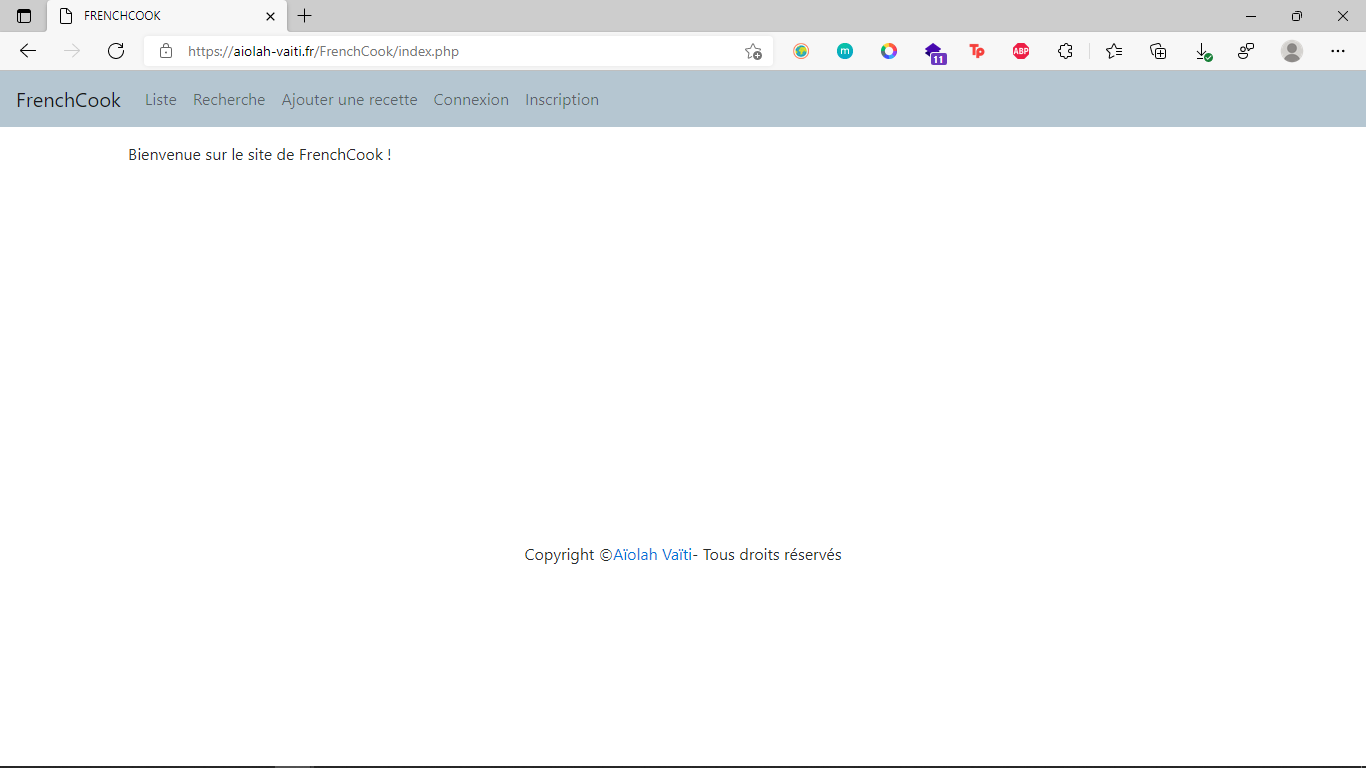 FRENCHCOOK
https://aiolah-vaiti.fr/FrenchCook/index.php
m
11
Tp
ABP
FrenchCook Liste Recherche Ajouter une recette Connexion Inscription
Bienvenue sur le site de FrenchCook !
Copyright ©Aïolah Vaïti- Tous droits réservés